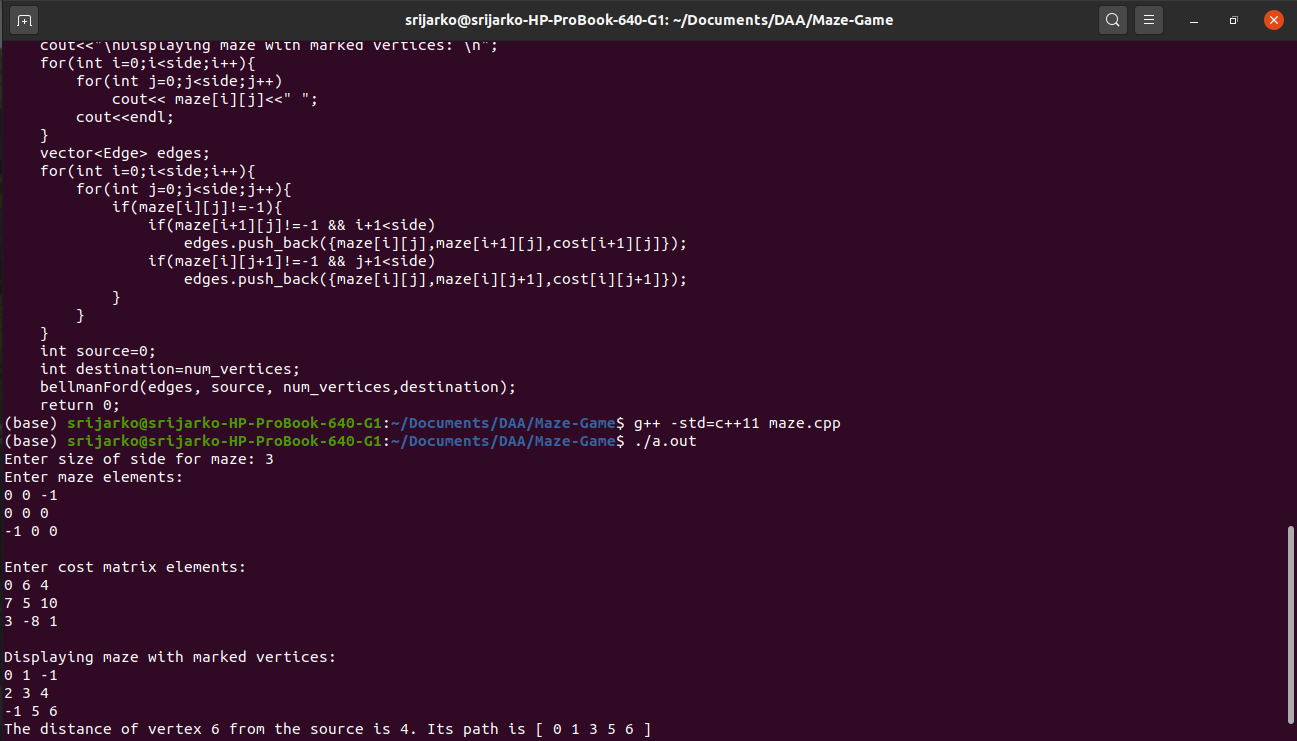 srijarko@srijarko-HP-ProBook-640-G1: ~/Documents/DAA/Maze-Game
    cout<<"\nDisplaying maze with marked vertices: \n";
    for(int i=0;i<side;i++){
        for(int j=0;j<side;j++)
            cout<< maze[i][j]<<" ";
        cout<<endl;
    }
    vector<Edge> edges;
    for(int i=0;i<side;i++){
        for(int j=0;j<side;j++){
            if(maze[i][j]!=-1){
                if(maze[i+1][j]!=-1 && i+1<side)
                    edges.push_back({maze[i][j],maze[i+1][j],cost[i+1][j]});
                if(maze[i][j+1]!=-1 && j+1<side)
                    edges.push_back({maze[i][j],maze[i][j+1],cost[i][j+1]});
            }
        }
    }
    int source=0;
    int destination=num_vertices;
    bellmanFord(edges, source, num_vertices,destination);
    return 0;
(base) srijarko@srijarko-HP-ProBook-640-G1:~/Documents/DAA/Maze-Game$ g++ -std=c++11 maze.cpp
(base) srijarko@srijarko-HP-ProBook-640-G1:~/Documents/DAA/Maze-Game$ ./a.out
Enter size of side for maze: 3
Enter maze elements:
0 0 -1
0 0 0
-1 0 0

Enter cost matrix elements:
0 6 4
7 5 10
3 -8 1

Displaying maze with marked vertices:
0 1 -1
2 3 4
-1 5 6
The distance of vertex 6 from the source is 4. Its path is [ 0 1 3 5 6 ]